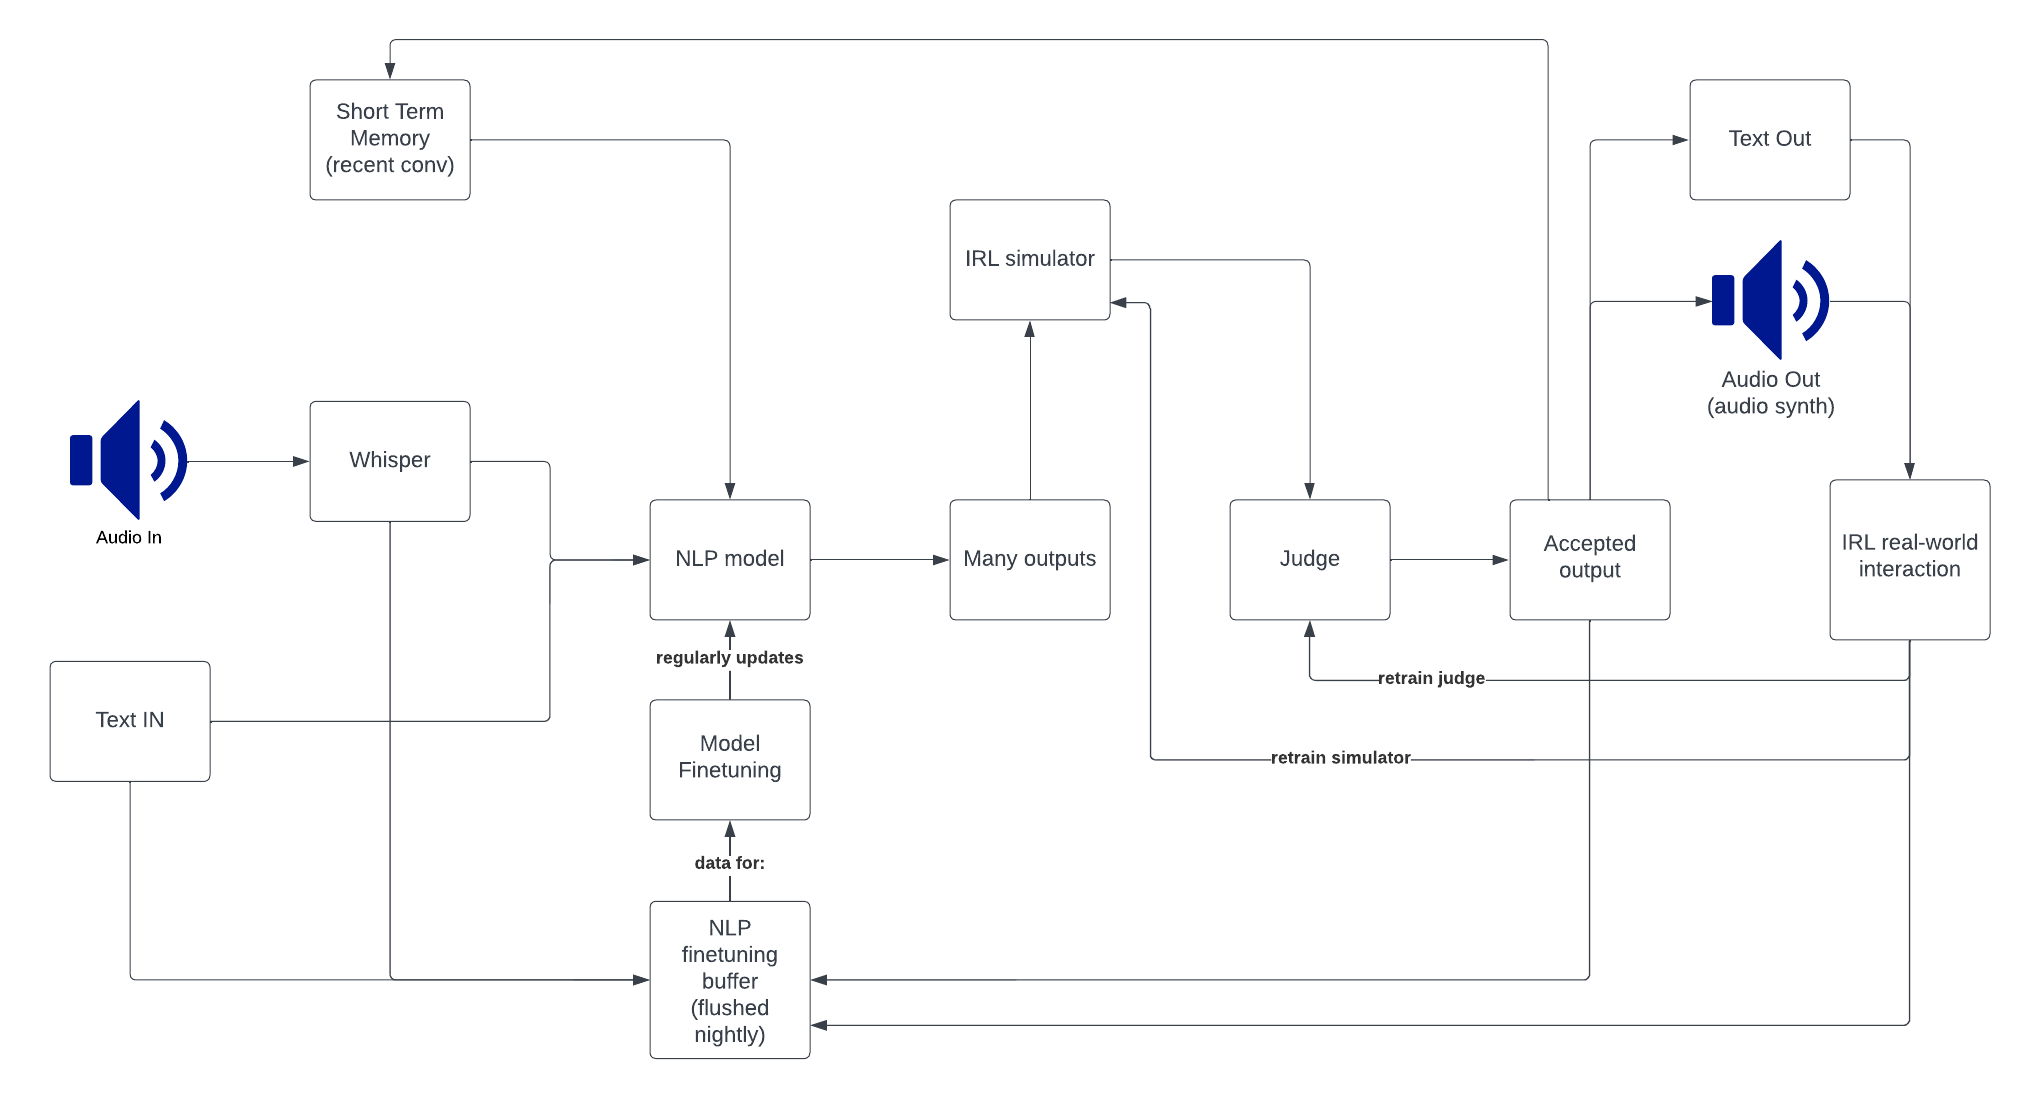 Short Term
Memory
(recent conv)
Text Out
IRL simulator
Audio Out
(audio synth)
Whisper
Audio In
NLP model
Many outputs
Judge
Accepted
output
IRL real-world
interaction
regularly updates
retrain judge
Text IN
Model
Finetuning
retrain simulator
data for:
NLP
finetuning
buffer
(flushed
nightly)